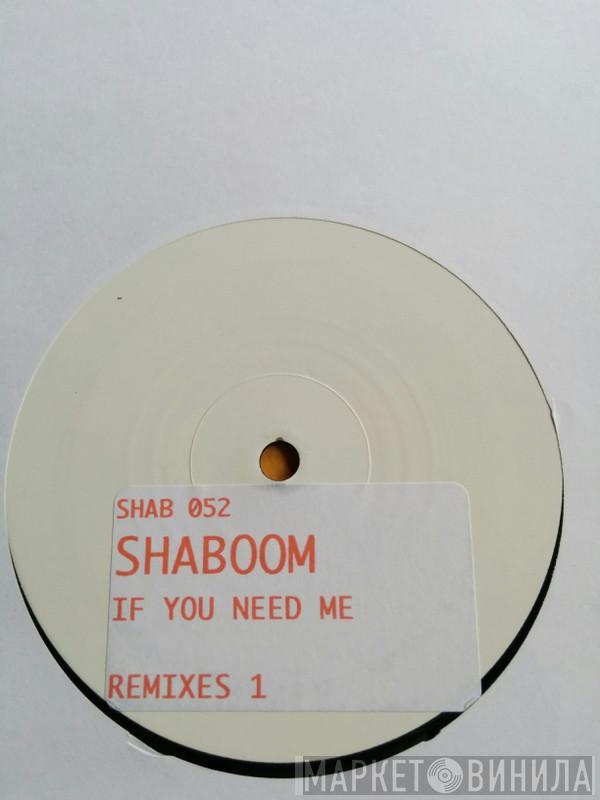 SHAB 052
SHABOOM
IF YOU NEED ME
REMIXES 1
МАРКЕТ ВИНИЛА